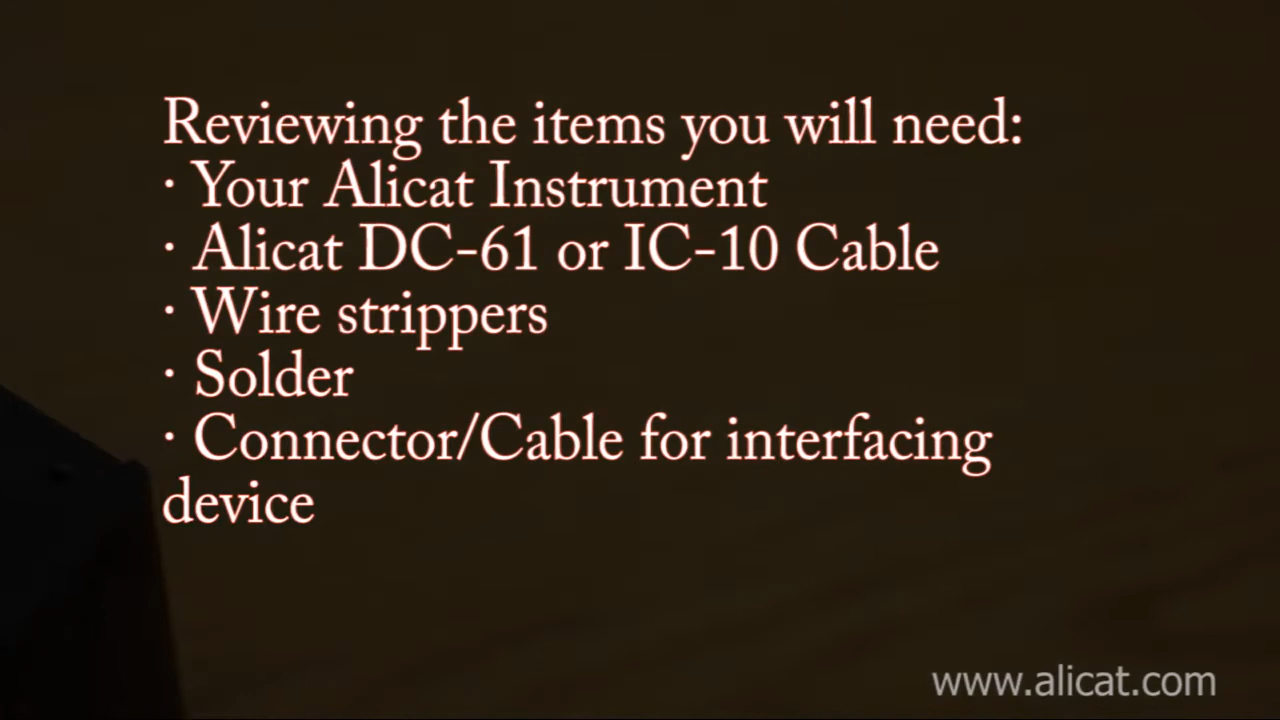 Reviewing the items you will need:
· Your Alicat Instrument
· Alicat DC-61 or IC-10 Cable
· Wire strippers
· Solder
· Connector/Cable for interfacing
device
www.alicat.com